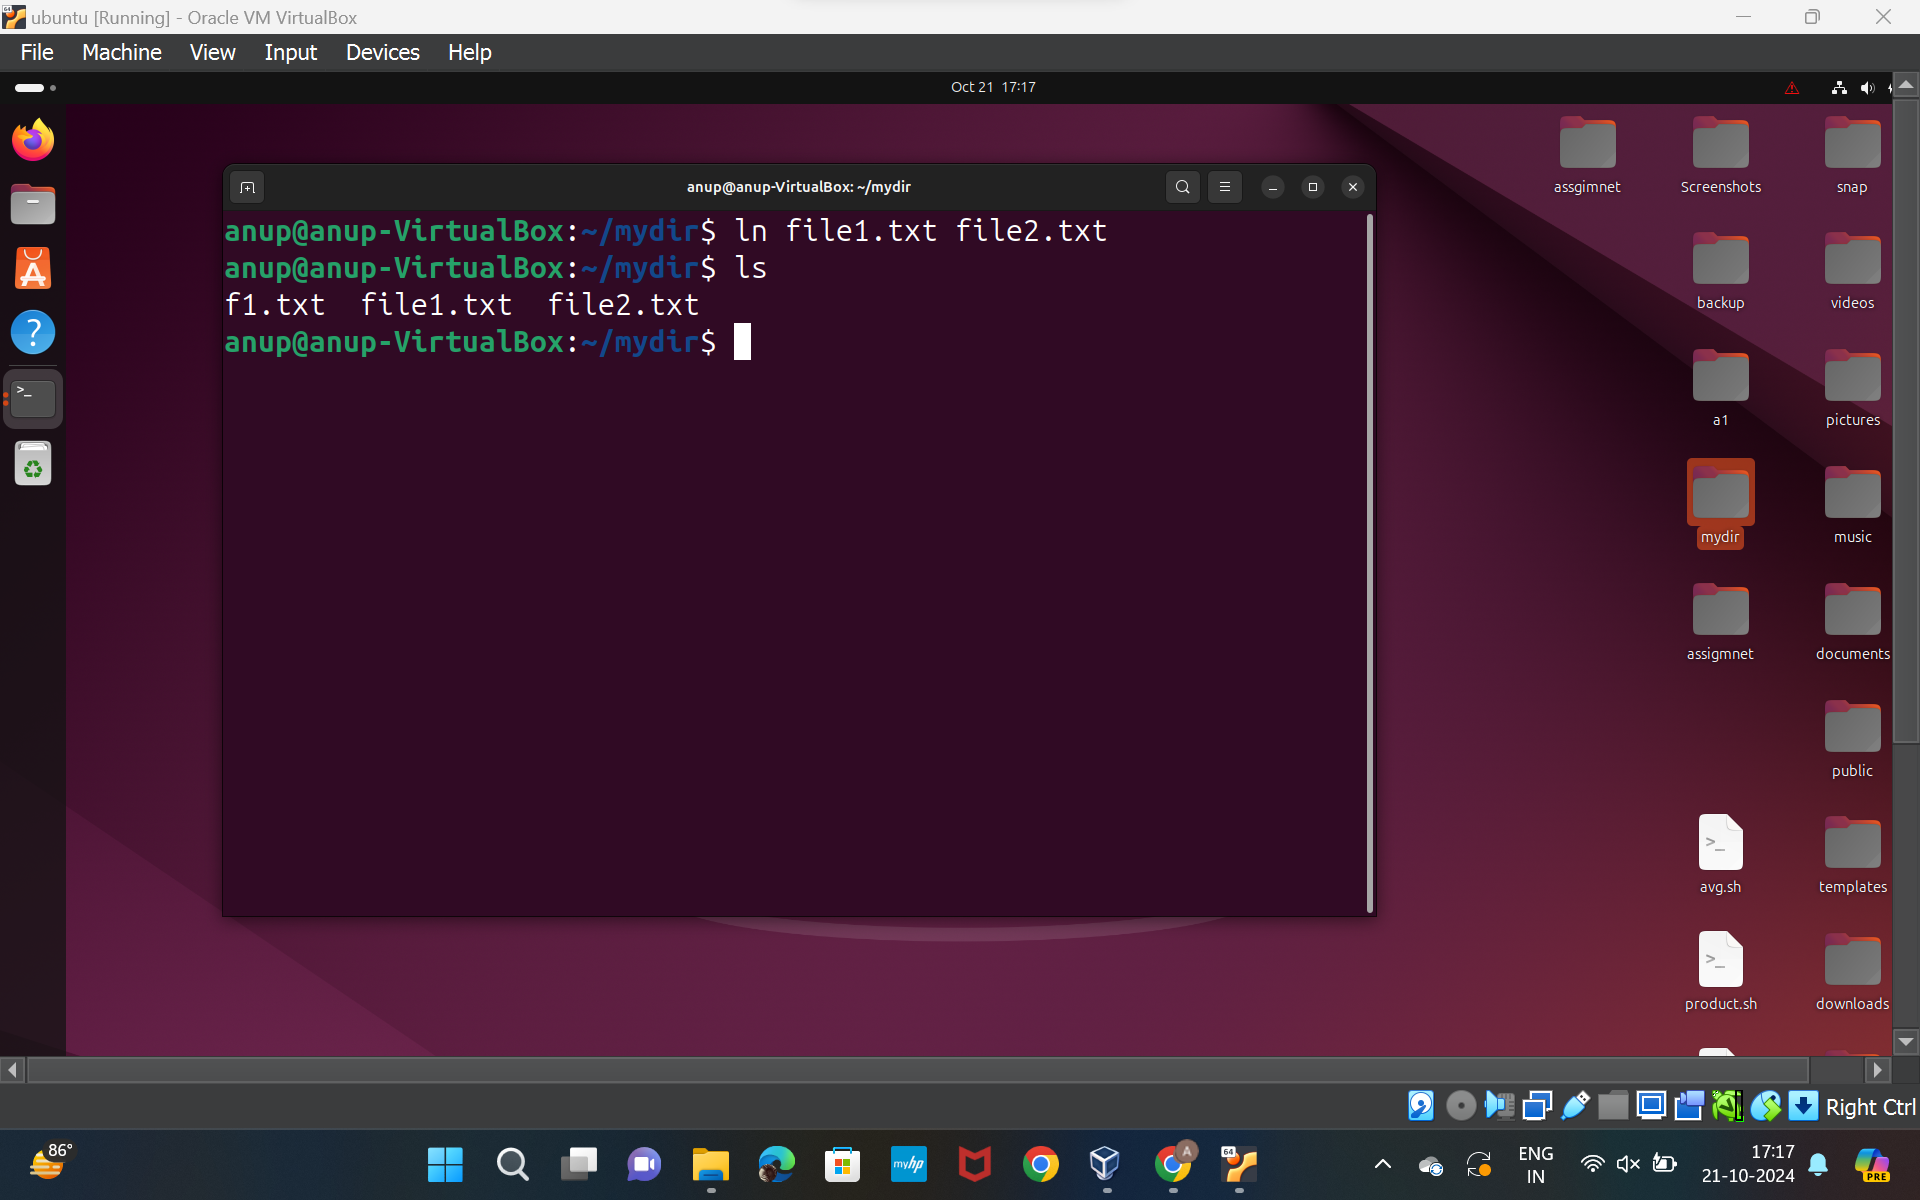 ubuntu [Running] - Oracle VM VirtualBox
File Machine View Input Devices Help
Oct 21 17:17
anup@anup-VirtualBox: ~/mydir
anup@anup-VirtualBox:~/mydir$ ln file1.txt file2.txt
anup@anup-VirtualBox:~/mydir$ ls
f1.txt file1.txt file2.txt
anup@anup-VirtualBox:~/mydir$
assgimnet Screenshots snap
backup videos
a1 pictures
mydir music
assigmnet documents
public
avg.sh templates
product.sh downloads
Right Ctrl
86°
myhp
A
64
ENG
IN
17:17
21-10-2024
PRE